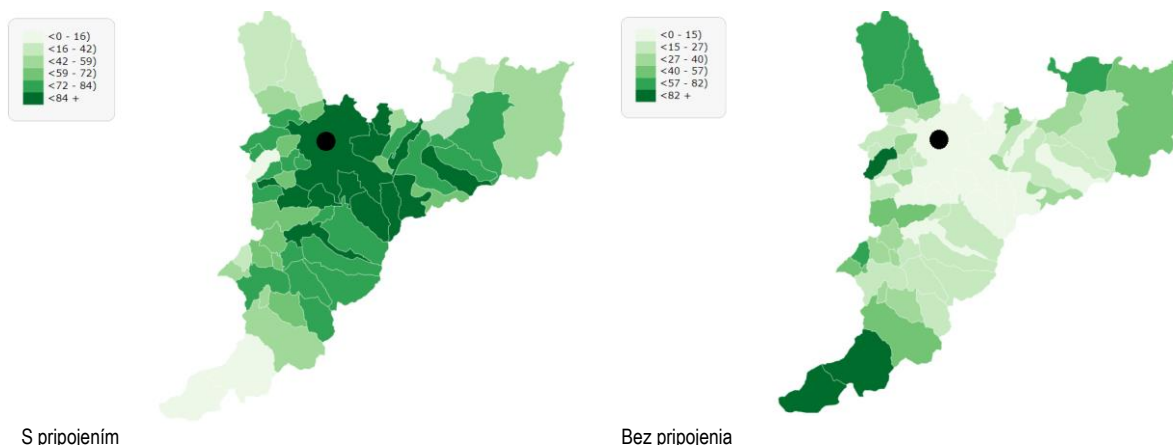 <0 - 16)
<16 - 42)
<42 - 59)
<59 - 72)
<72 - 84)
<84 +
<0 - 15)
<15 - 27)
<27 - 40)
<40 - 57)
<57 - 82)
<82 +
S pripojením
Bez pripojenia